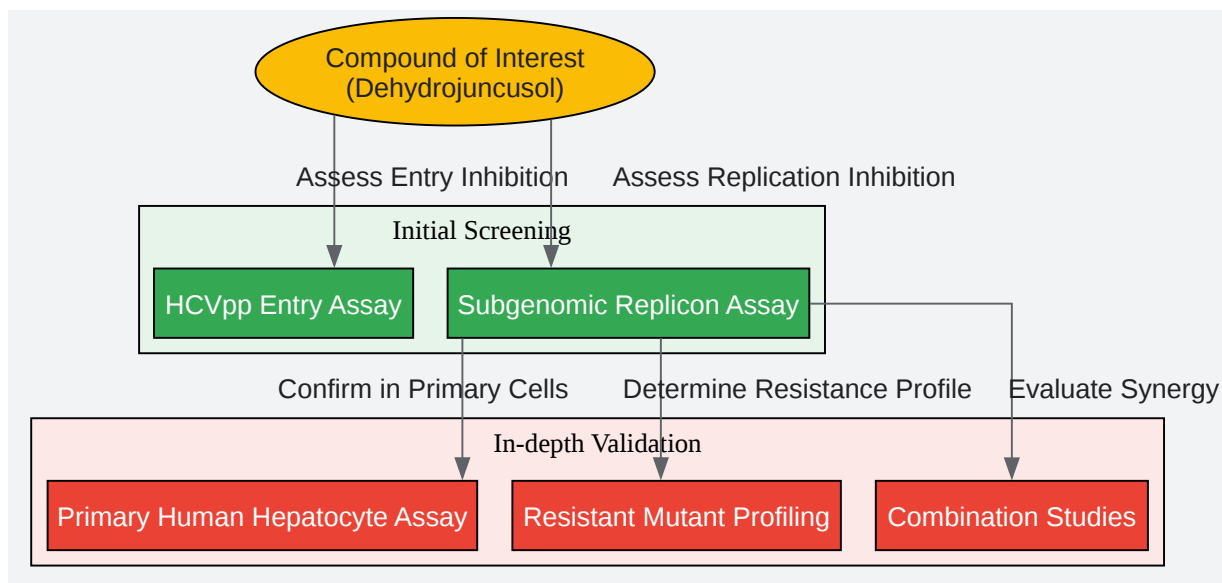 Compound of Interest
(Dehydrojuncusol)
Assess Entry Inhibition
Assess Replication Inhibition
Initial Screening
HCVpp Entry Assay
Subgenomic Replicon Assay
Confirm in Primary Cells
Determine Resistance Profile
Evaluate Synergy
In-depth Validation
Primary Human Hepatocyte Assay
Resistant Mutant Profiling
Combination Studies